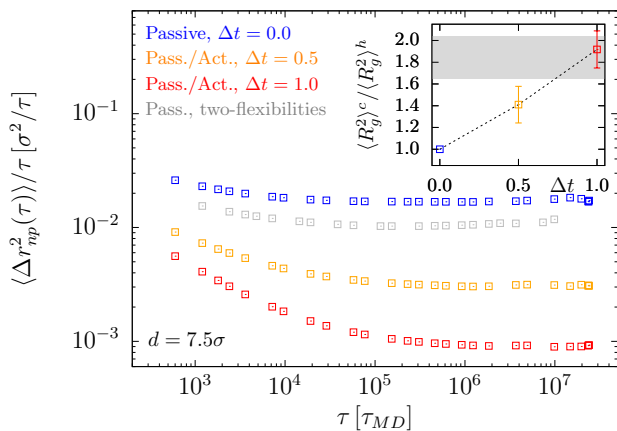 Passive, Δt = 0.0
Pass./Act., Δt = 0.5
Pass./Act., Δt = 1.0
Pass., two-flexibilities
⟨R_g^2⟩^c/⟨R_g^2⟩^h
2.0
1.8
1.6
1.4
1.2
1.0
0.0
0.5
Δt
1.0
⟨Δr_{np}^2(τ)⟩/τ [σ^2/τ]
10^{-1}
10^{-2}
10^{-3}
d = 7.5σ
10^3
10^4
10^5
10^6
10^7
τ [τ_{MD}]